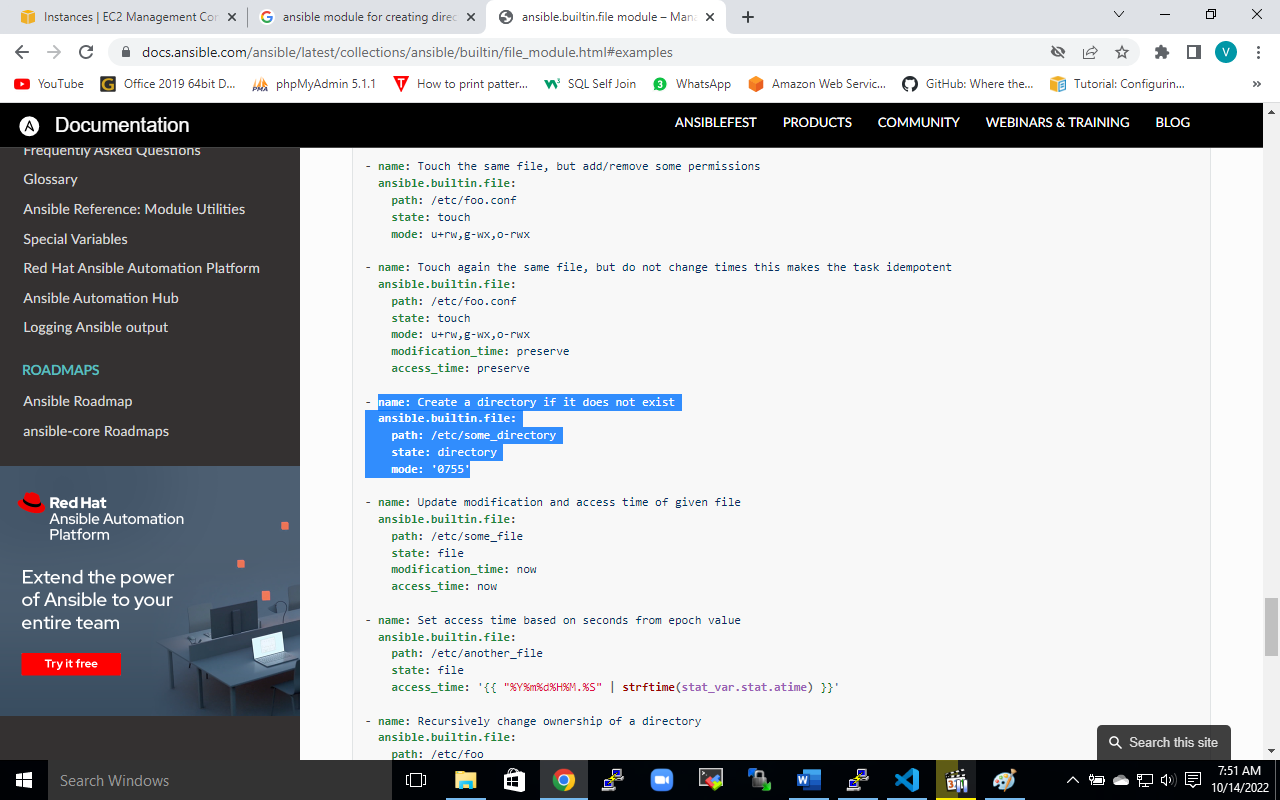 Instances | EC2 Management Con
ansible module for creating direc
ansible.builtin.file module – Mana
docs.ansible.com/ansible/latest/collections/ansible/builtin/file_module.html#examples
V
YouTube
Office 2019 64bit D...
phpMyAdmin 5.1.1
How to print patter...
SQL Self Join
WhatsApp
Amazon Web Servic...
GitHub: Where the...
Tutorial: Configurin...
»
Documentation
ANSIBLEFEST
PRODUCTS
COMMUNITY
WEBINARS & TRAINING
BLOG
Frequently Asked Questions
Glossary
Ansible Reference: Module Utilities
Special Variables
Red Hat Ansible Automation Platform
Ansible Automation Hub
Logging Ansible output
ROADMAPS
Ansible Roadmap
ansible-core Roadmaps
Red Hat
Ansible Automation
Platform
Extend the power
of Ansible to your
entire team
Try it free
- name: Touch the same file, but add/remove some permissions
ansible.builtin.file:
path: /etc/foo.conf
state: touch
mode: u+rw,g-wx,o-rwx
- name: Touch again the same file, but do not change times this makes the task idempotent
ansible.builtin.file:
path: /etc/foo.conf
state: touch
mode: u+rw,g-wx,o-rwx
modification_time: preserve
access_time: preserve
- name: Create a directory if it does not exist
ansible.builtin.file:
path: /etc/some_directory
state: directory
mode: '0755'
- name: Update modification and access time of given file
ansible.builtin.file:
path: /etc/some_file
state: file
modification_time: now
access_time: now
- name: Set access time based on seconds from epoch value
ansible.builtin.file:
path: /etc/another_file
state: file
access_time: '{{ "%Y%m%d%H%M.%S" | strftime(stat_var.stat.atime) }}'
- name: Recursively change ownership of a directory
ansible.builtin.file:
path: /etc/foo
Search this site
Search Windows
7:51 AM
10/14/2022